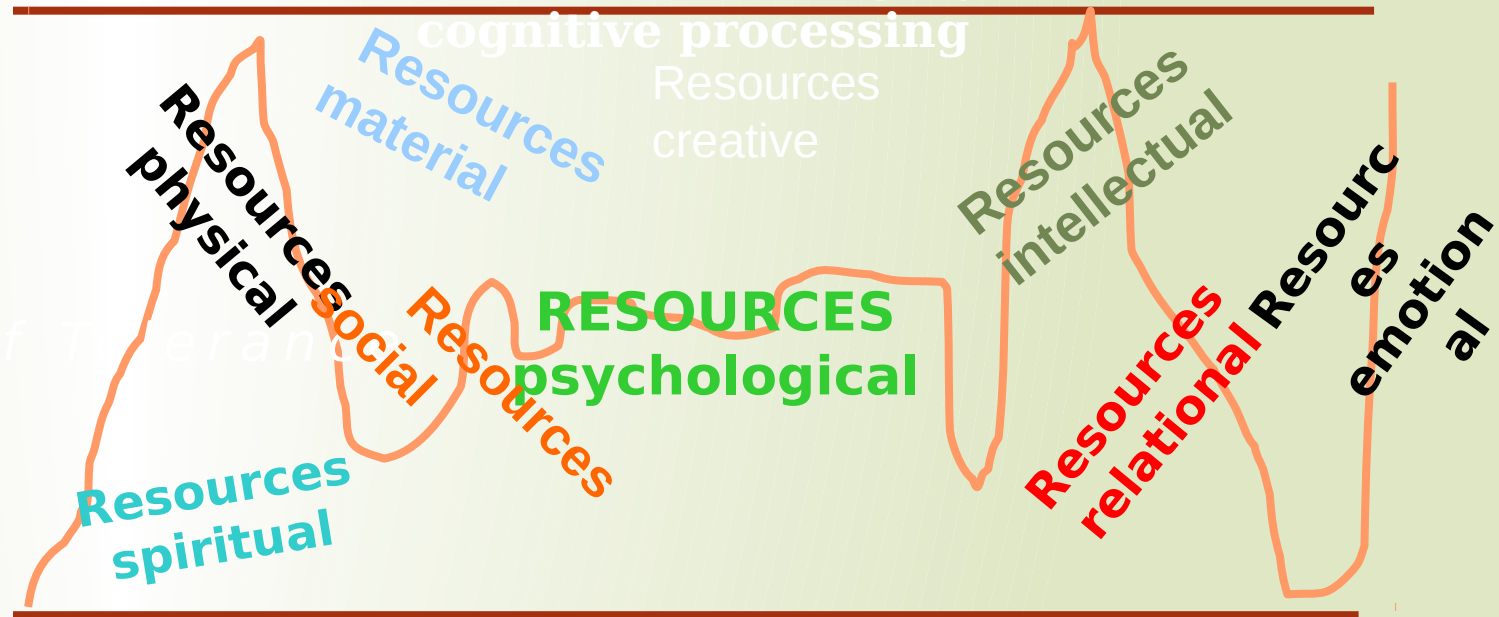 cognitive processing
Resources
material
Resources
creative
Resources
physical
Resources
intellectual
Resourc
es
emotion
al
social
Resources
RESOURCES
psychological
Resources
relational
Resources
spiritual